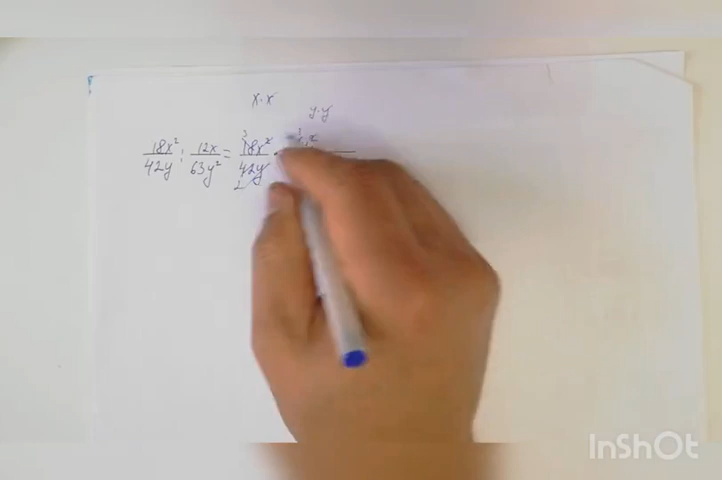 x·x
y·y
18x²/42y : 12x/63y² = 18x²/42y
InShOt